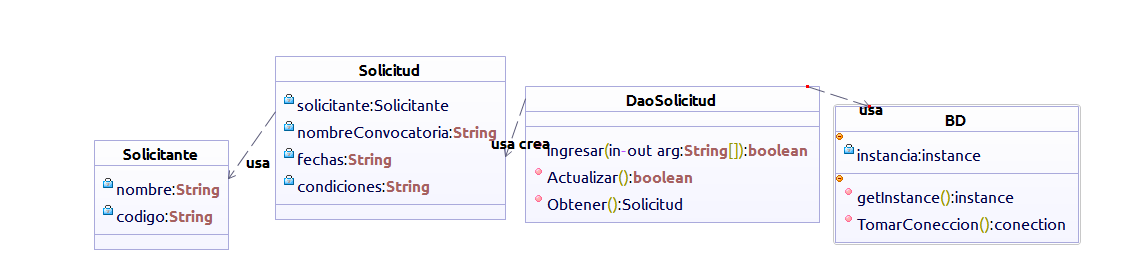 Solicitante
nombre:String
codigo:String
usa
Solicitud
solicitante:Solicitante
nombreConvocatoria:String
fechas:String
condiciones:String
usa crea
DaoSolicitud
Ingresar(in-out arg:String[]):boolean
Actualizar():boolean
Obtener():Solicitud
usa
BD
instancia:instance
getInstance():instance
TomarConeccion():conection